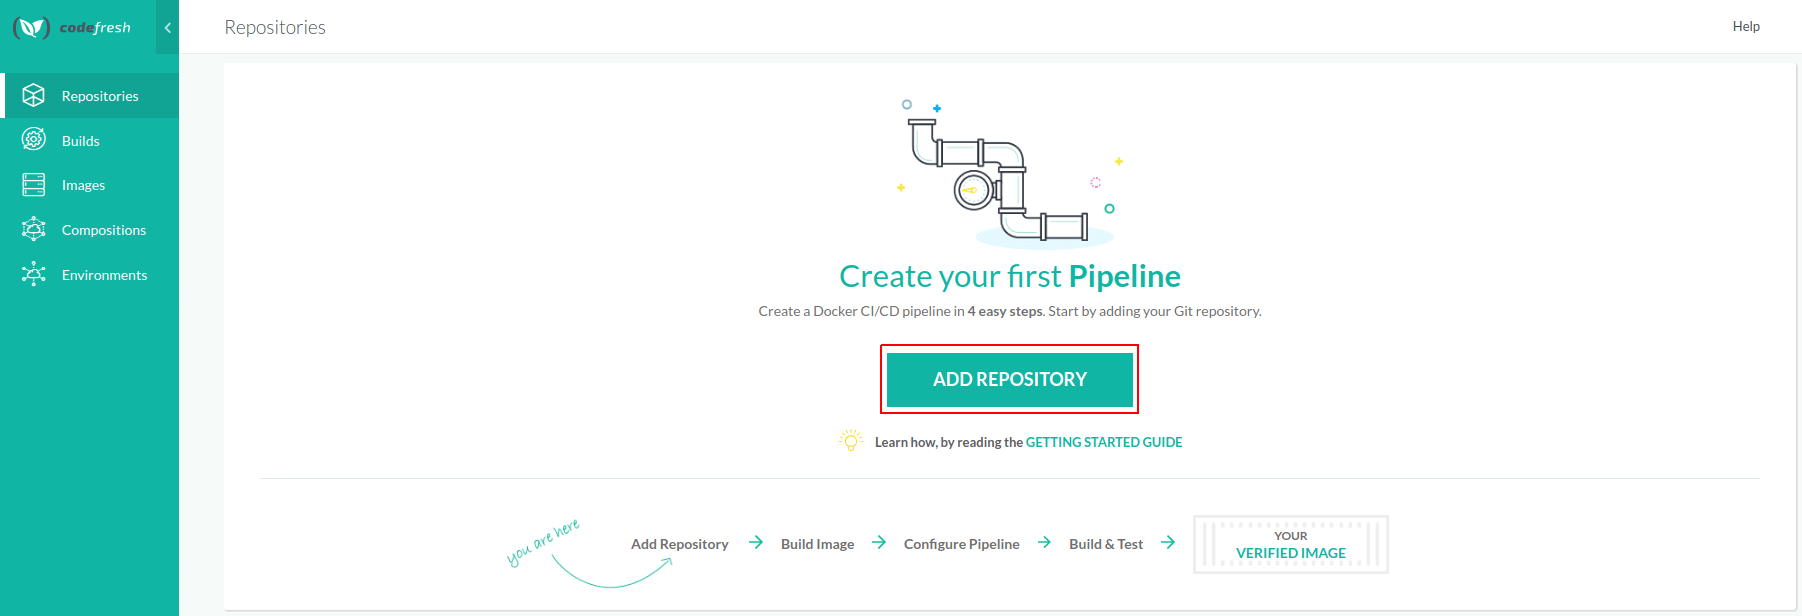 codefresh
Repositories
Help
Repositories
Builds
Images
Compositions
Environments
Create your first Pipeline
Create a Docker CI/CD pipeline in 4 easy steps. Start by adding your Git repository.
ADD REPOSITORY
Learn how, by reading the GETTING STARTED GUIDE
you are here
Add Repository
Build Image
Configure Pipeline
Build & Test
YOUR
VERIFIED IMAGE